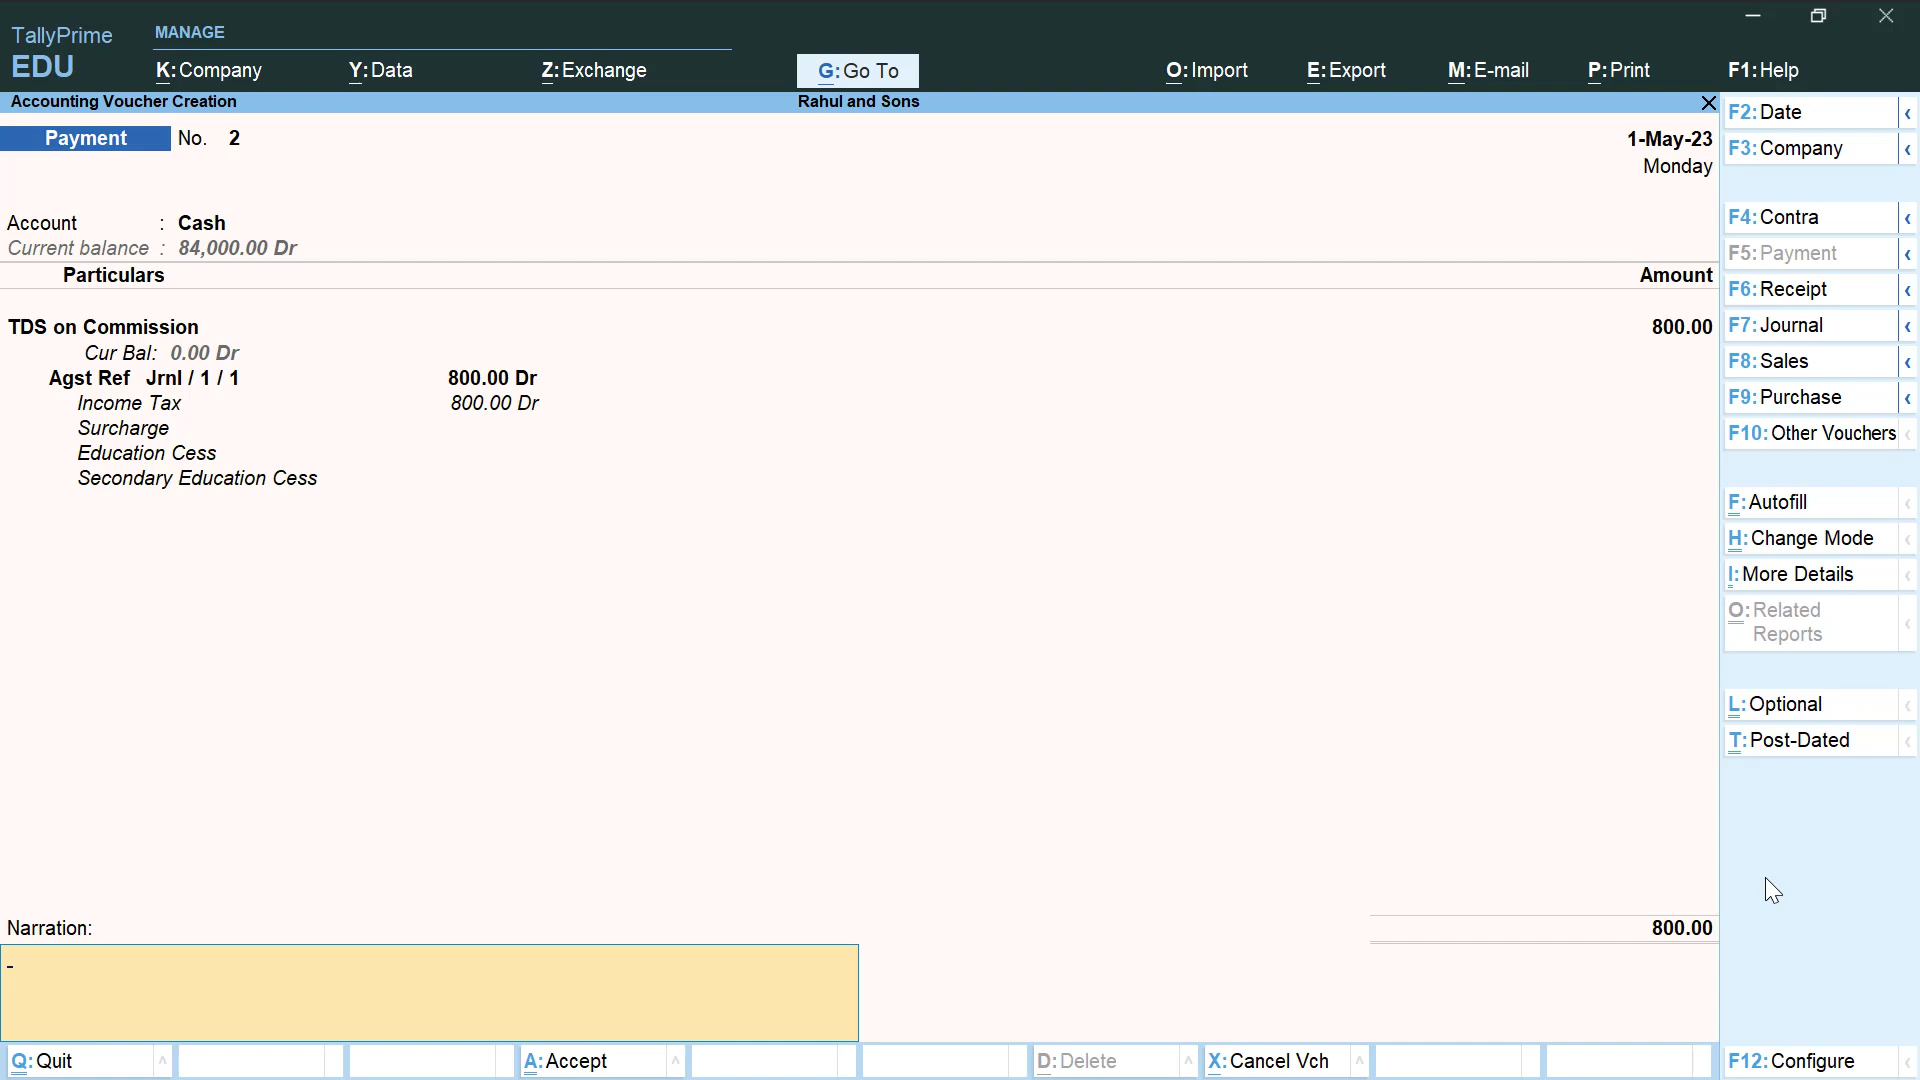 TallyPrime
EDU
MANAGE
K:Company Y:Data Z:Exchange G:Go To O:Import E:Export M:E-mail P:Print F1:Help
Accounting Voucher Creation Rahul and Sons
Payment No. 2 1-May-23
Monday
Account : Cash
Current balance : 84,000.00 Dr
Particulars Amount
TDS on Commission 800.00
Cur Bal: 0.00 Dr
Agst Ref Jrnl / 1 / 1 800.00 Dr
Income Tax 800.00 Dr
Surcharge
Education Cess
Secondary Education Cess
Narration: 800.00
Q:Quit A:Accept D:Delete X:Cancel Vch
F2:Date
F3:Company
F4:Contra
F5:Payment
F6:Receipt
F7:Journal
F8:Sales
F9:Purchase
F10:Other Vouchers
F:Autofill
H:Change Mode
I:More Details
O:Related
Reports
L:Optional
T:Post-Dated
F12:Configure